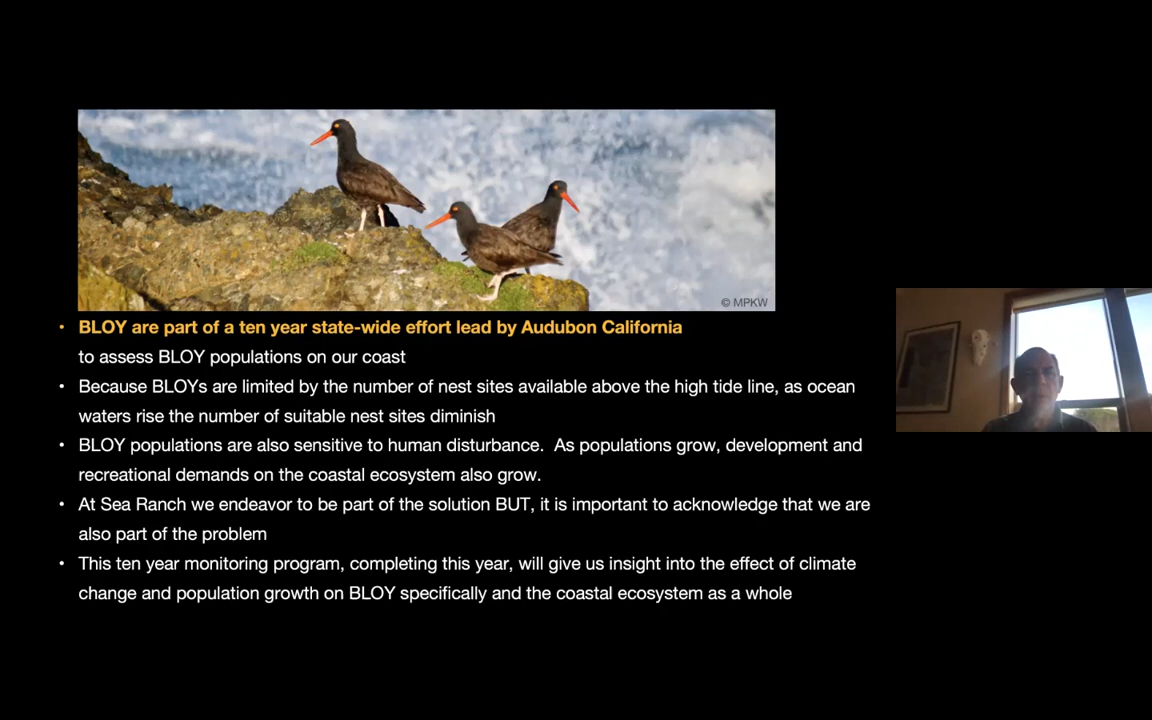 © MPKW
• BLOY are part of a ten year state-wide effort lead by Audubon California
to assess BLOY populations on our coast
• Because BLOYs are limited by the number of nest sites available above the high tide line, as ocean
waters rise the number of suitable nest sites diminish
• BLOY populations are also sensitive to human disturbance.  As populations grow, development and
recreational demands on the coastal ecosystem also grow.
• At Sea Ranch we endeavor to be part of the solution BUT, it is important to acknowledge that we are
also part of the problem
• This ten year monitoring program, completing this year, will give us insight into the effect of climate
change and population growth on BLOY specifically and the coastal ecosystem as a whole